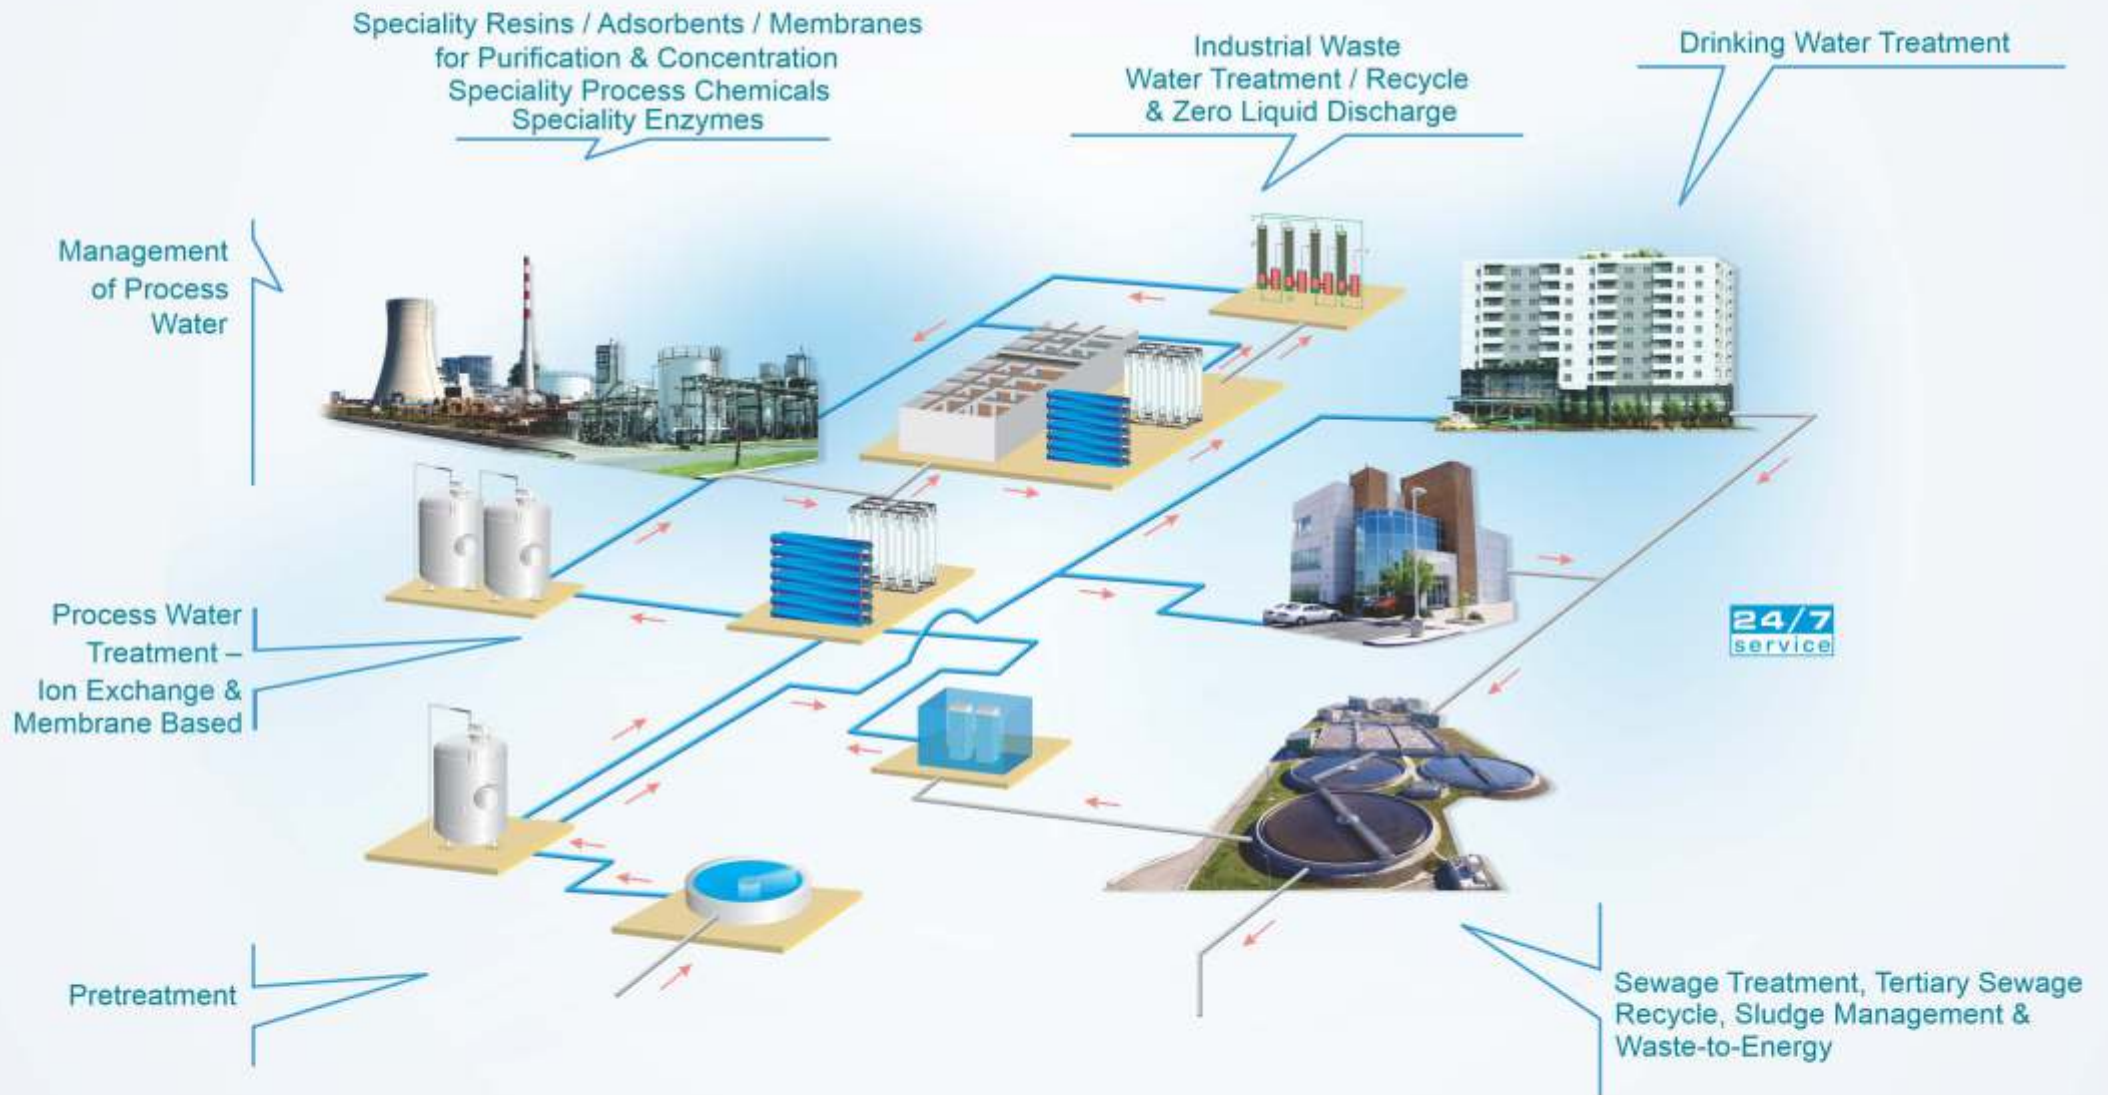 Speciality Resins / Adsorbents / Membranes
for Purification & Concentration
Speciality Process Chemicals
Speciality Enzymes
Industrial Waste
Water Treatment / Recycle
& Zero Liquid Discharge
Drinking Water Treatment
Management
of Process
Water
Process Water
Treatment –
Ion Exchange &
Membrane Based
24/7
service
Pretreatment
Sewage Treatment, Tertiary Sewage
Recycle, Sludge Management &
Waste-to-Energy